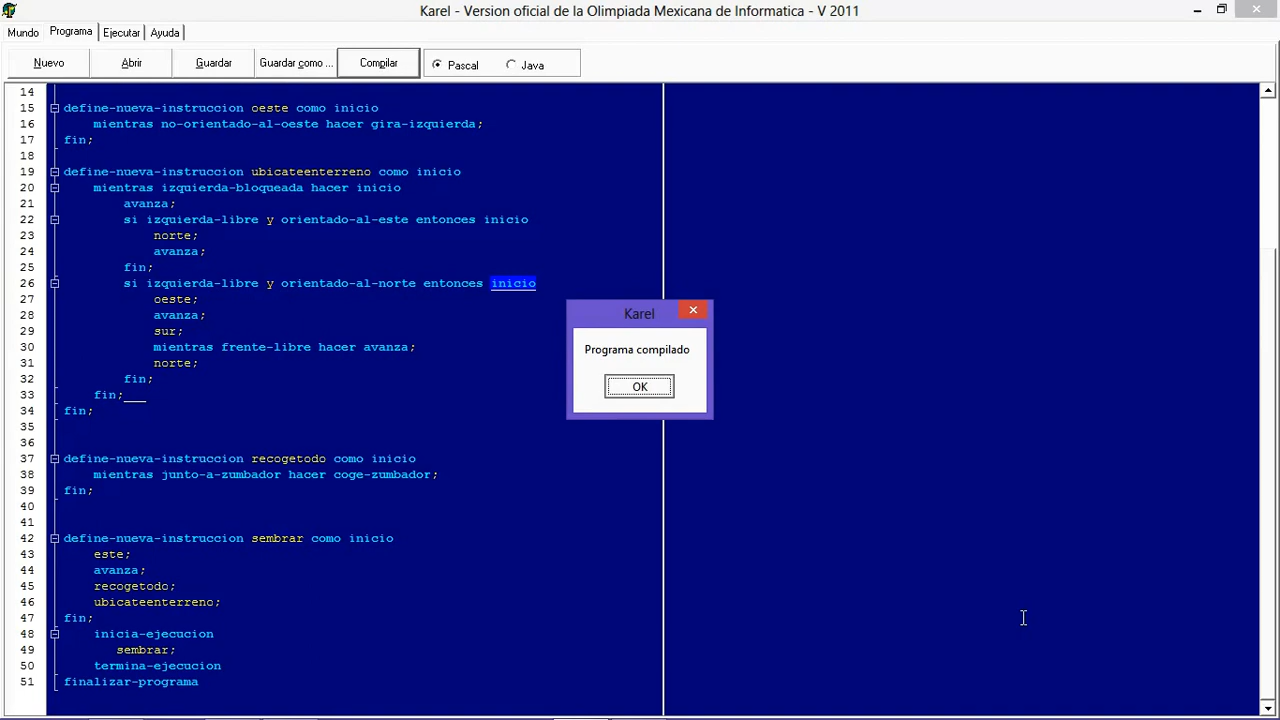 Karel - Version oficial de la Olimpiada Mexicana de Informatica - V 2011
Mundo Programa Ejecutar Ayuda
Nuevo Abrir Guardar Guardar como ... Compilar Pascal Java
14
15 define-nueva-instruccion oeste como inicio
16 mientras no-orientado-al-oeste hacer gira-izquierda;
17 fin;
18
19 define-nueva-instruccion ubicateenterreno como inicio
20 mientras izquierda-bloqueada hacer inicio
21 avanza;
22 si izquierda-libre y orientado-al-este entonces inicio
23 norte;
24 avanza;
25 fin;
26 si izquierda-libre y orientado-al-norte entonces inicio
27 oeste;
28 avanza;
29 sur;
30 mientras frente-libre hacer avanza;
31 norte;
32 fin;
33 fin;
34 fin;
35
36
37 define-nueva-instruccion recogetodo como inicio
38 mientras junto-a-zumbador hacer coge-zumbador;
39 fin;
40
41
42 define-nueva-instruccion sembrar como inicio
43 este;
44 avanza;
45 recogetodo;
46 ubicateenterreno;
47 fin;
48 inicia-ejecucion
49 sembrar;
50 termina-ejecucion
51 finalizar-programa
Karel
Programa compilado
OK